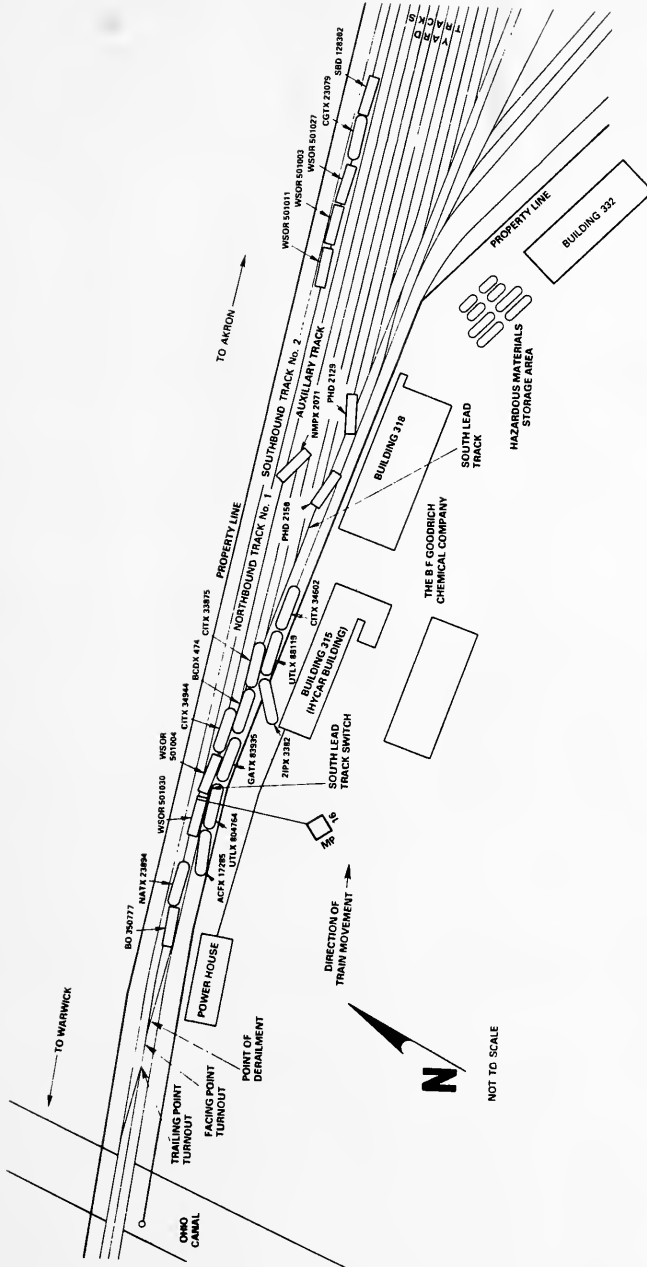 TO WARWICK
TO AKRON
YARD
TRACKS
SBD 128382
CGTX 23079
WSOR 501027
WSOR 501003
WSOR 501011
PROPERTY LINE
SOUTHBOUND TRACK No. 2
NORTHBOUND TRACK No. 1
AUXILLARY TRACK
NMPX 2071
PHD 2129
PHD 2158
CITX 33875
BCDX 474
CITX 34944
WSOR
501004
WSOR 501030
NATX 23894
BO 350777
CITX 34602
UTLX 88119
2IPX 3382
GATX 83935
UTLX 804764
ACFX 17285
SOUTH LEAD
TRACK SWITCH
MP
16
BUILDING 315
(HYCAR BUILDING)
BUILDING 318
SOUTH LEAD
TRACK
THE B F GOODRICH
CHEMICAL COMPANY
HAZARDOUS MATERIALS
STORAGE AREA
PROPERTY LINE
BUILDING 332
POWER HOUSE
POINT OF
DERAILMENT
FACING POINT
TURNOUT
TRAILING POINT
TURNOUT
OHIO
CANAL
DIRECTION OF
TRAIN MOVEMENT
N
NOT TO SCALE